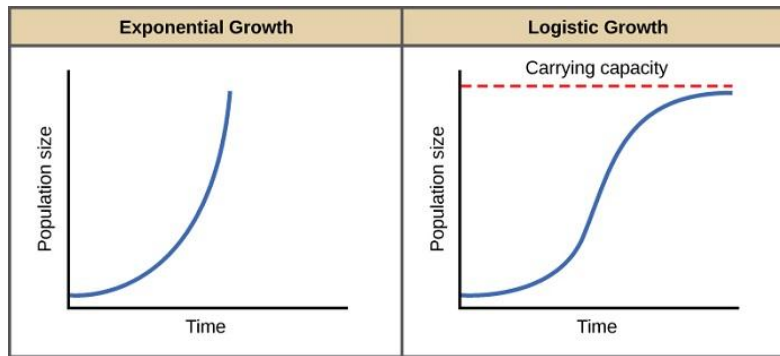 Exponential Growth
Population size
Time
Logistic Growth
Carrying capacity
Population size
Time